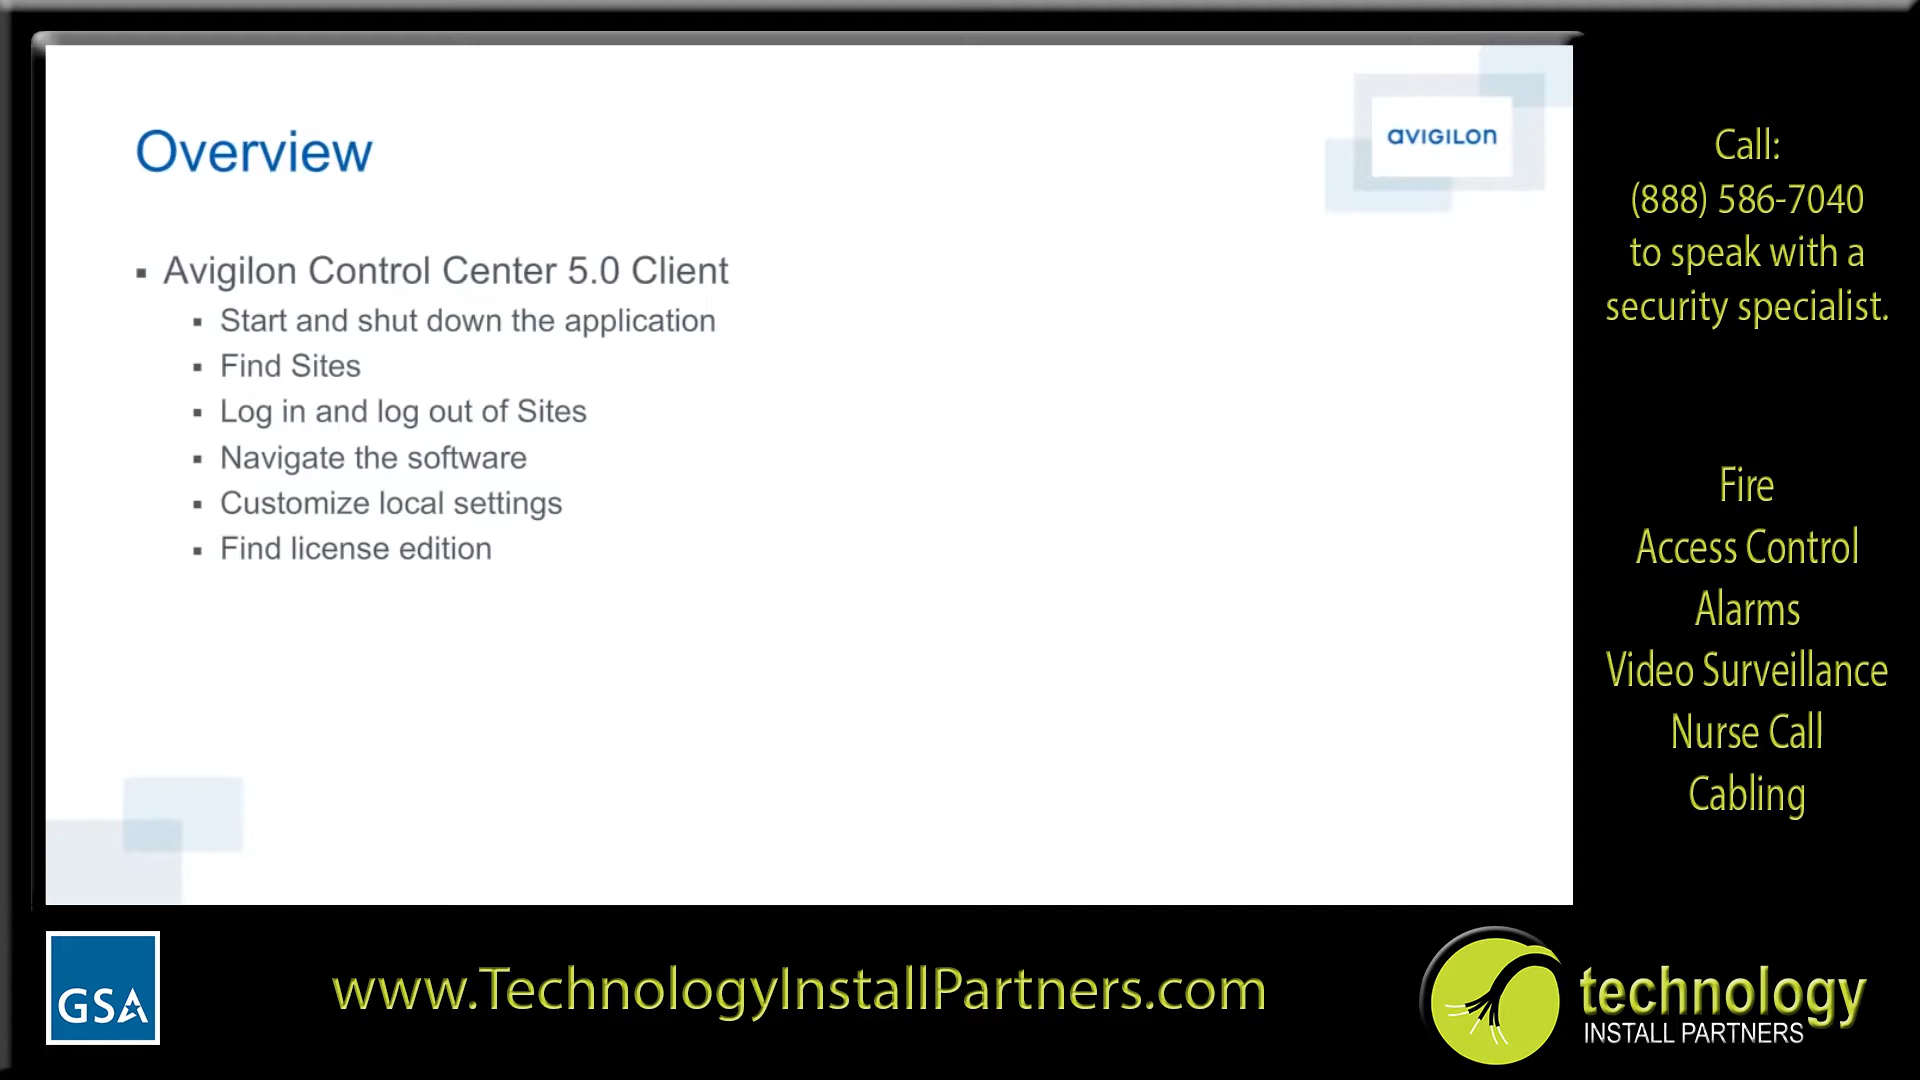 Overview
AVIGILON
Avigilon Control Center 5.0 Client
Start and shut down the application
Find Sites
Log in and log out of Sites
Navigate the software
Customize local settings
Find license edition
Call:
(888) 586-7040
to speak with a
security specialist.
Fire
Access Control
Alarms
Video Surveillance
Nurse Call
Cabling
GSA
www.TechnologyInstallPartners.com
technology
INSTALL PARTNERS